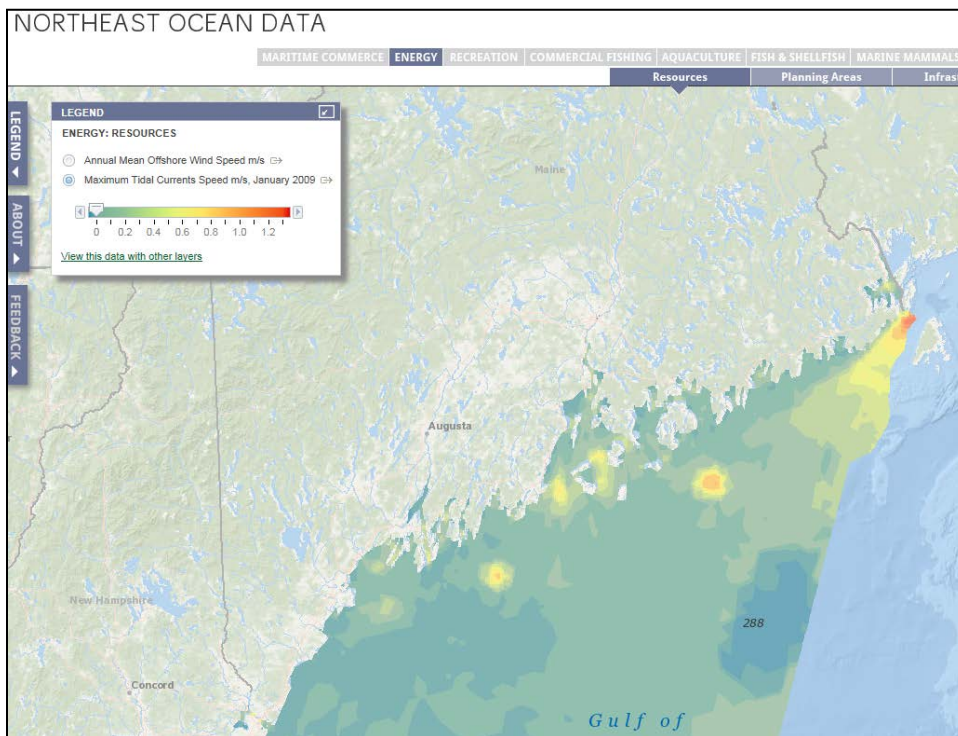 NORTHEAST OCEAN DATA
MARITIME COMMERCE ENERGY RECREATION COMMERCIAL FISHING AQUACULTURE FISH & SHELLFISH MARINE MAMMALS
Resources Planning Areas Infras
LEGEND
ABOUT
FEEDBACK
LEGEND
ENERGY: RESOURCES
Annual Mean Offshore Wind Speed m/s
Maximum Tidal Currents Speed m/s, January 2009
0 0.2 0.4 0.6 0.8 1.0 1.2
View this data with other layers
Maine
Augusta
New Hampshire
288
Concord
Gulf of